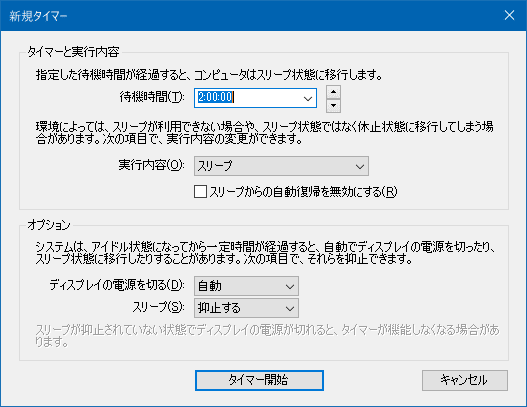 新規タイマー
タイマーと実行内容
指定した待機時間が経過すると、コンピュータはスリープ状態に移行します。
待機時間(T): 2:00:00
環境によっては、スリープが利用できない場合や、スリープ状態ではなく休止状態に移行してしまう場
合があります。次の項目で、実行内容の変更ができます。
実行内容(O): スリープ
スリープからの自動復帰を無効にする(R)
オプション
システムは、アイドル状態になってから一定時間が経過すると、自動でディスプレイの電源を切ったり、
スリープ状態に移行したりすることがあります。次の項目で、それらを抑止できます。
ディスプレイの電源を切る(D): 自動
スリープ(S): 抑止する
スリープが抑止されていない状態でディスプレイの電源が切れると、タイマーが機能しなくなる場合があ
ります。
タイマー開始 キャンセル